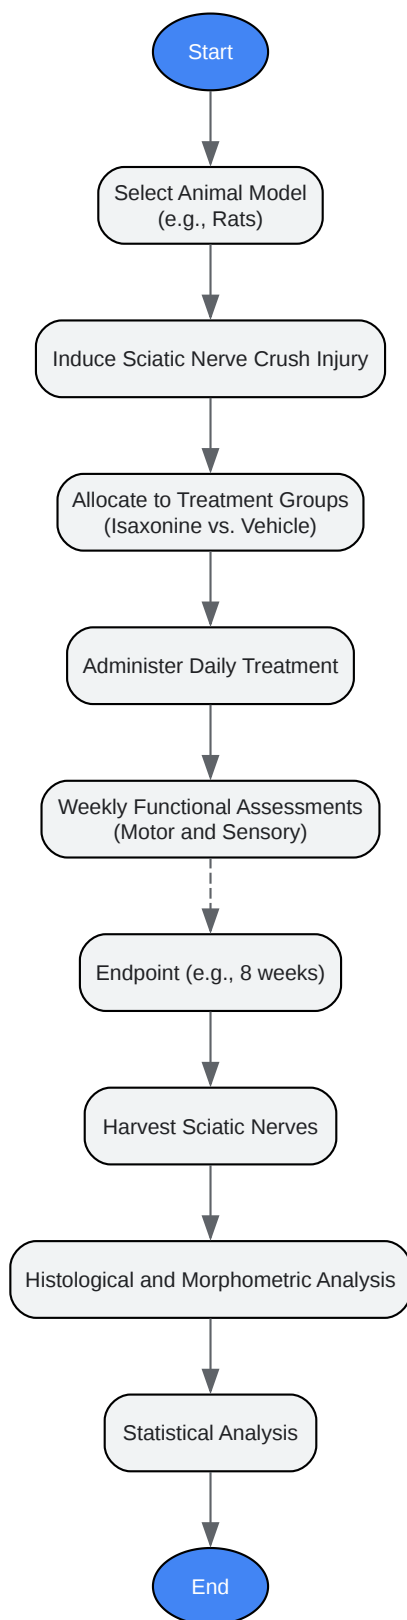 Start
Select Animal Model
(e.g., Rats)
Induce Sciatic Nerve Crush Injury
Allocate to Treatment Groups
(Isaxonine vs. Vehicle)
Administer Daily Treatment
Weekly Functional Assessments
(Motor and Sensory)
Endpoint (e.g., 8 weeks)
Harvest Sciatic Nerves
Histological and Morphometric Analysis
Statistical Analysis
End